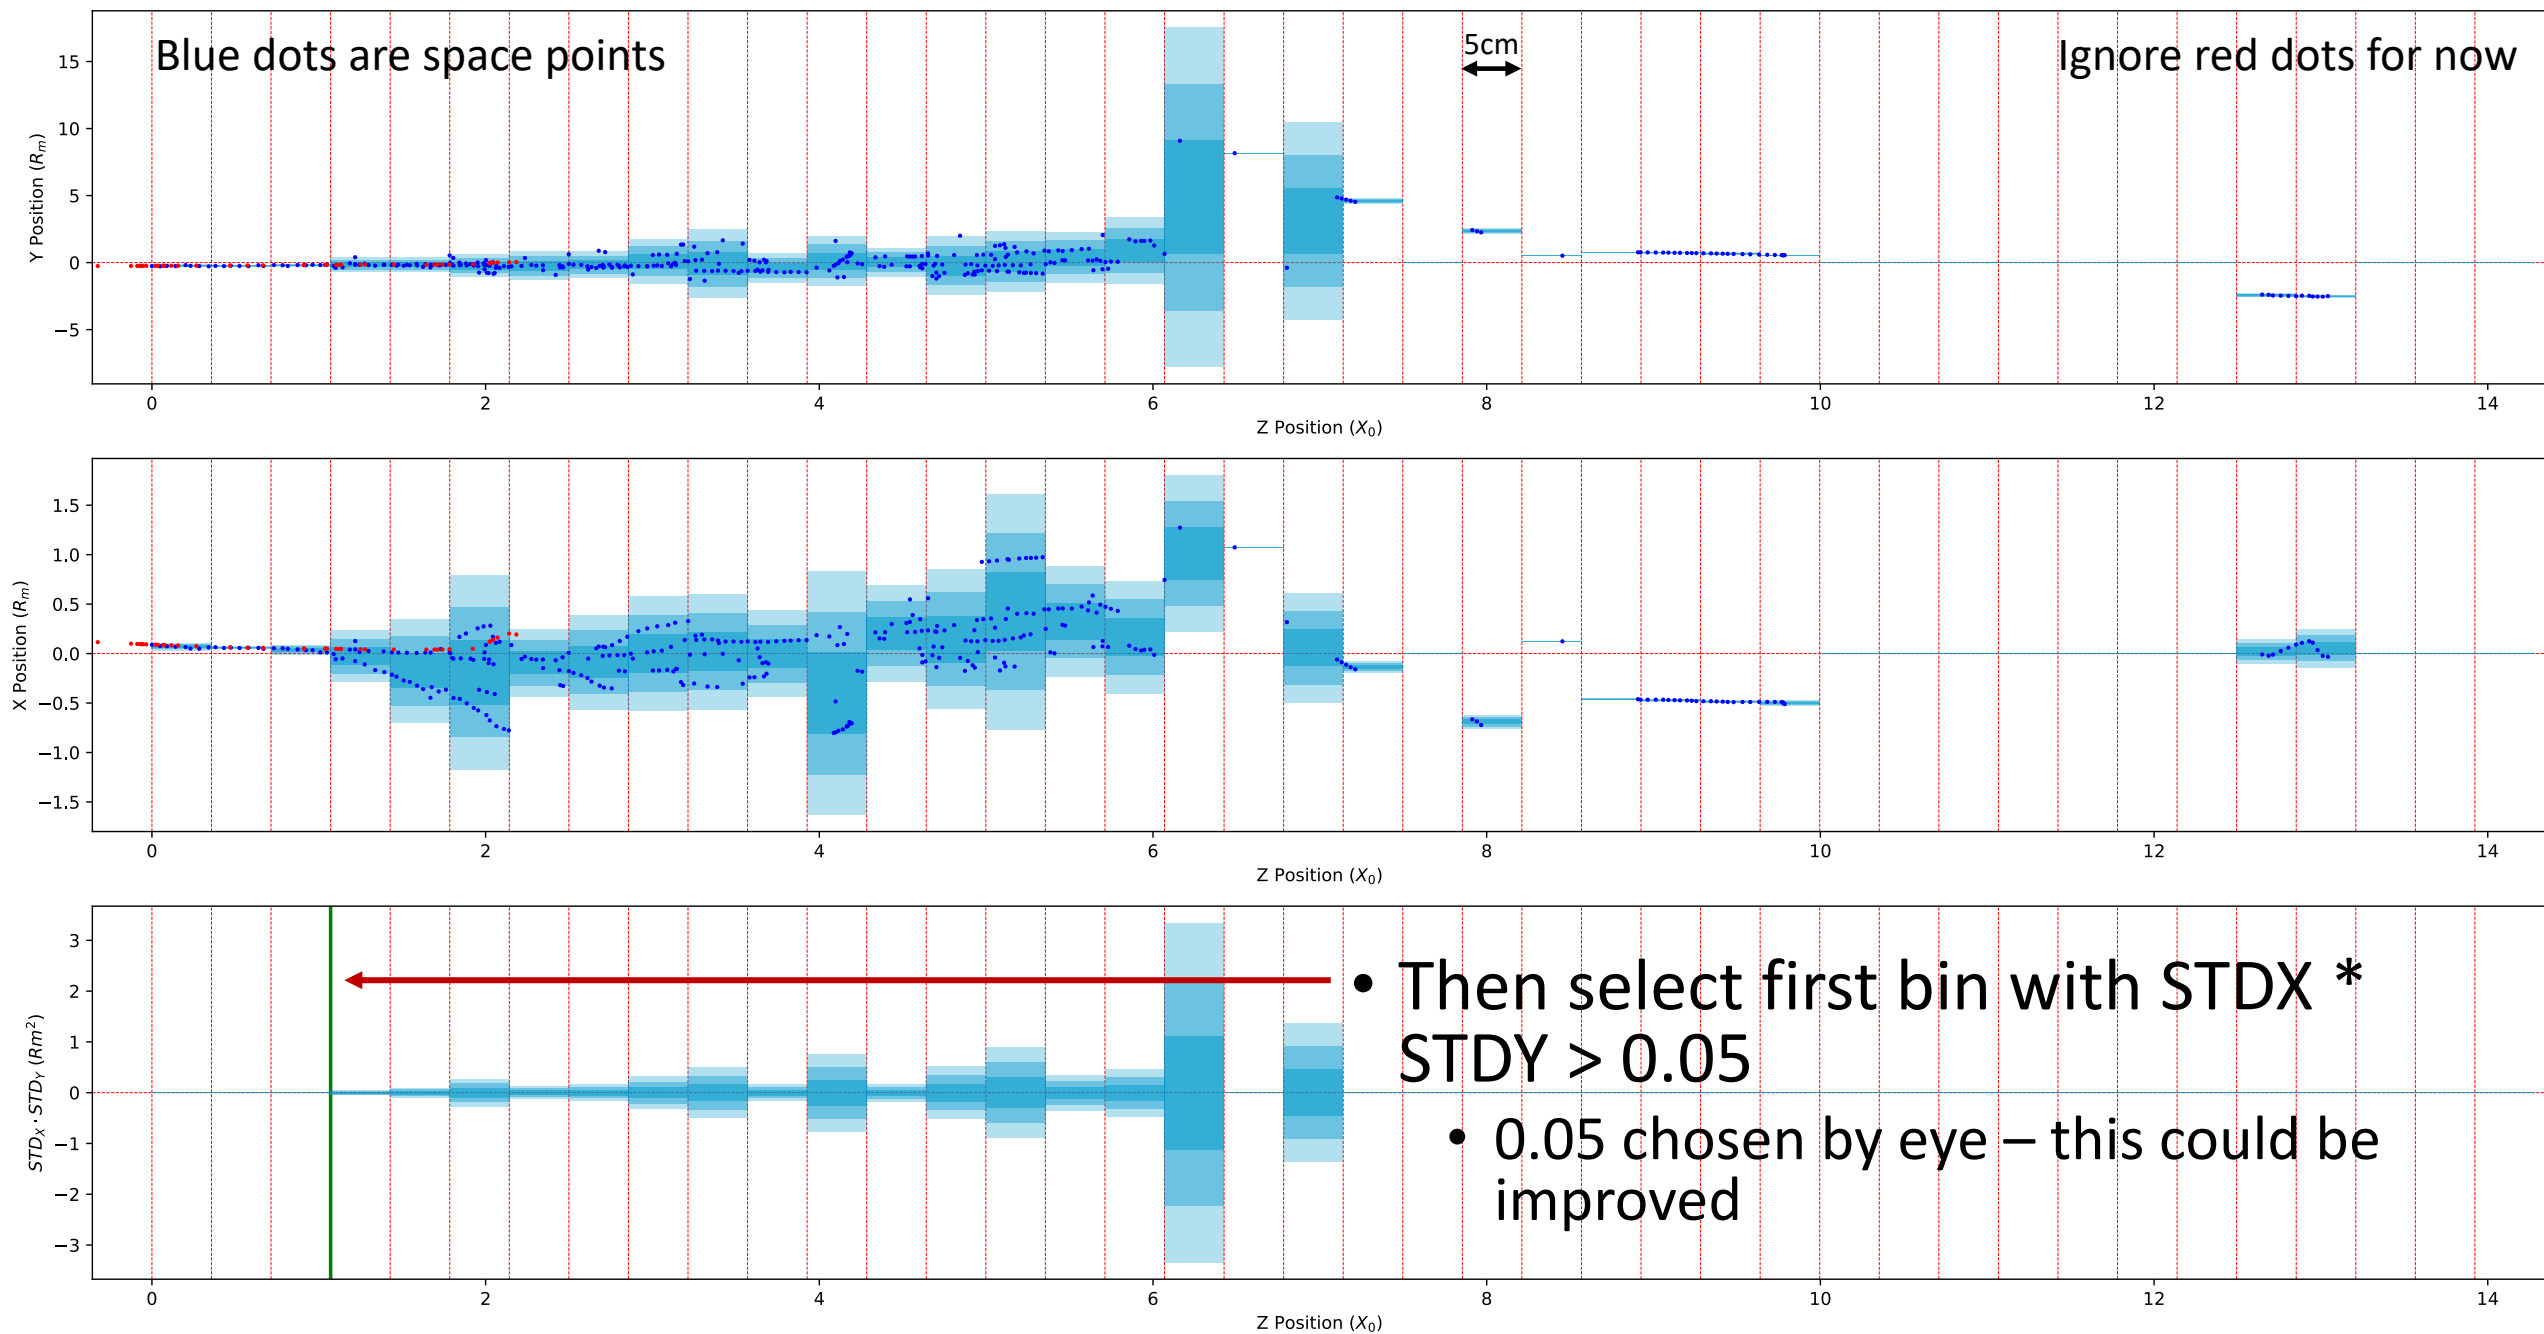 Blue dots are space points
5cm
Ignore red dots for now
Y Position (Rₘ)
15
10
5
0
−5
0 2 4 6 8 10 12 14
Z Position (X₀)
X Position (Rₘ)
1.5
1.0
0.5
0.0
−0.5
−1.0
−1.5
0 2 4 6 8 10 12 14
Z Position (X₀)
STD_X · STD_Y (Rm²)
3
2
1
0
−1
−2
−3
• Then select first bin with STDX *
STDY > 0.05
• 0.05 chosen by eye – this could be
improved
0 2 4 6 8 10 12 14
Z Position (X₀)